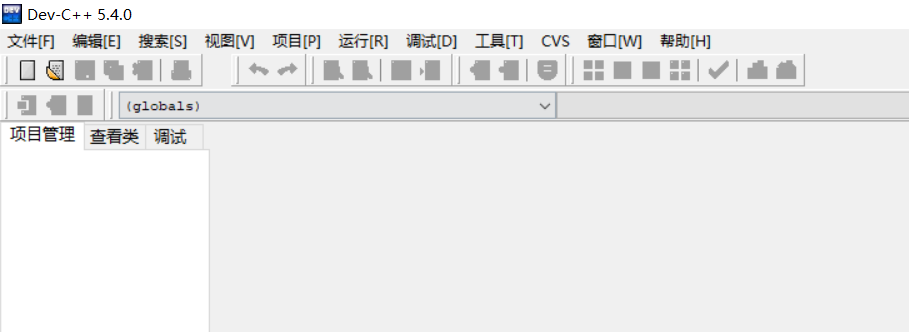 Dev-C++ 5.4.0
文件[F] 编辑[E] 搜索[S] 视图[V] 项目[P] 运行[R] 调试[D] 工具[T] CVS 窗口[W] 帮助[H]
(globals)
项目管理 查看类 调试